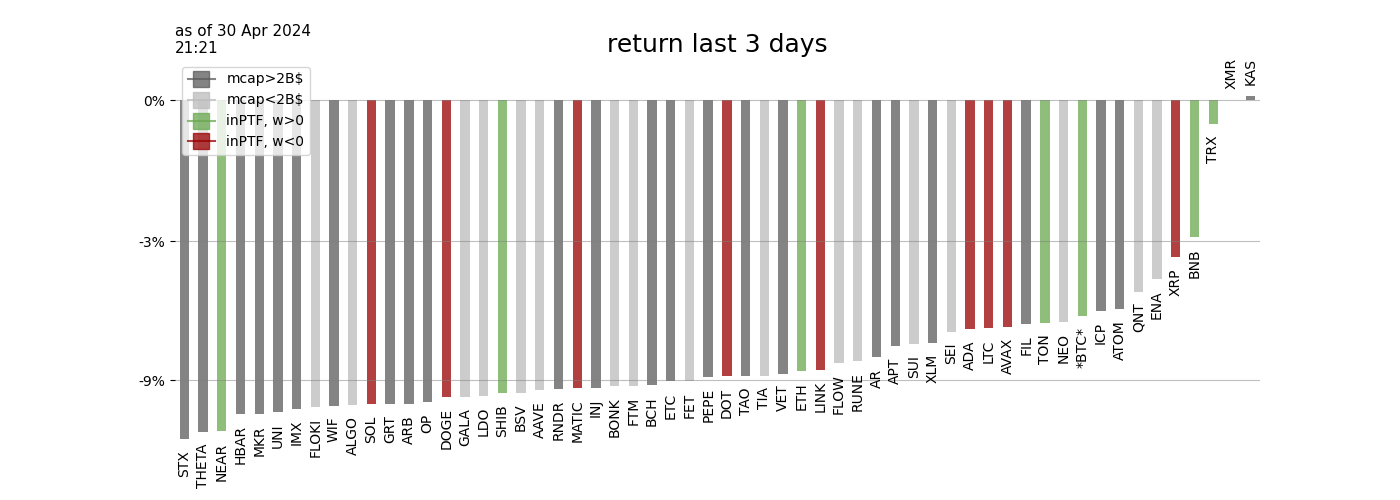 as of 30 Apr 2024
21:21
return last 3 days
mcap>2B$
mcap<2B$
inPTF, w>0
inPTF, w<0
0%
-3%
-9%
STX
THETA
NEAR
HBAR
MKR
UNI
IMX
FLOKI
WIF
ALGO
SOL
GRT
ARB
OP
DOGE
GALA
LDO
SHIB
BSV
AAVE
RNDR
MATIC
INJ
BONK
FTM
BCH
ETC
FET
PEPE
DOT
TAO
TIA
VET
ETH
LINK
FLOW
RUNE
AR
APT
SUI
XLM
SEI
ADA
LTC
AVAX
FIL
TON
NEO
*BTC*
ICP
ATOM
QNT
ENA
XRP
BNB
TRX
XMR
KAS